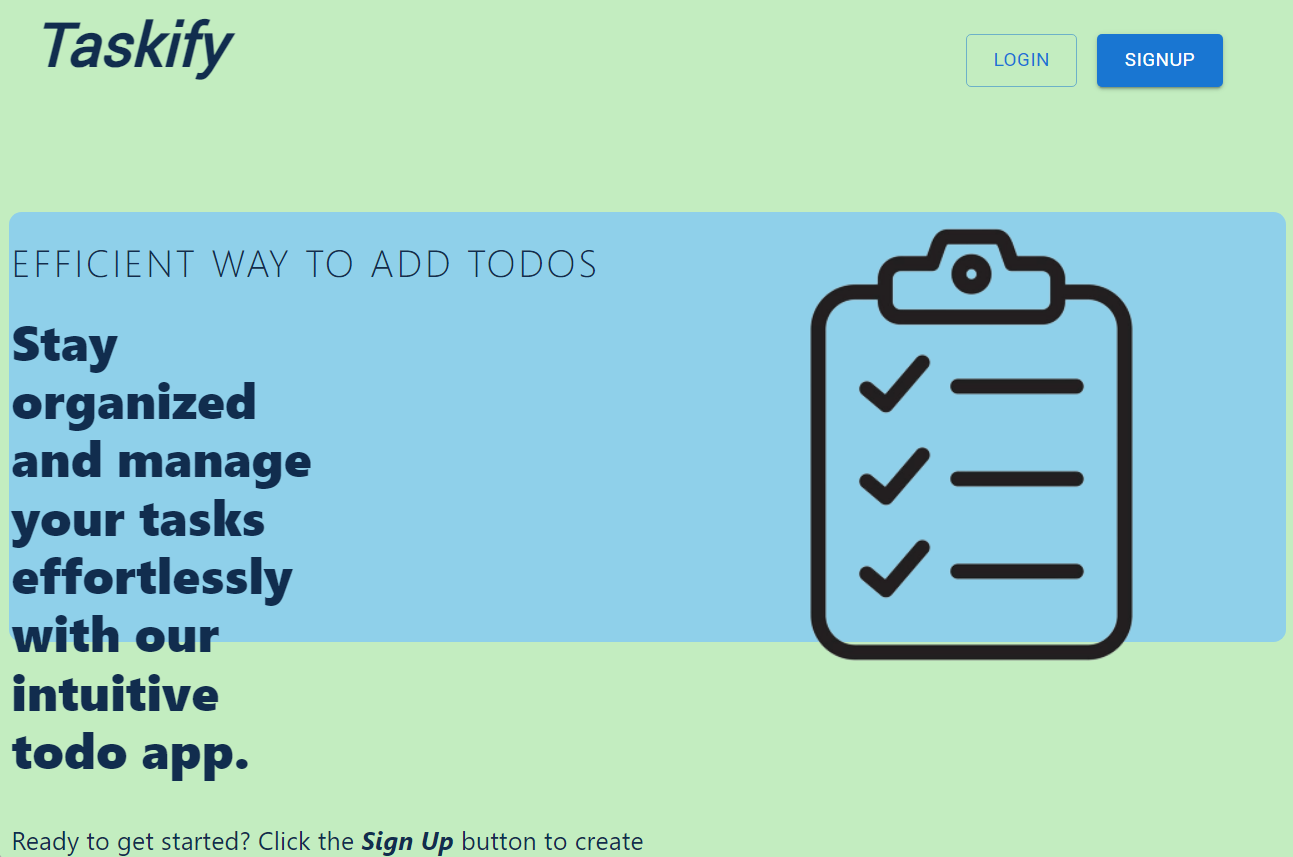 Taskify
LOGIN
SIGNUP
EFFICIENT WAY TO ADD TODOS
Stay
organized
and manage
your tasks
effortlessly
with our
intuitive
todo app.
Ready to get started? Click the Sign Up button to create